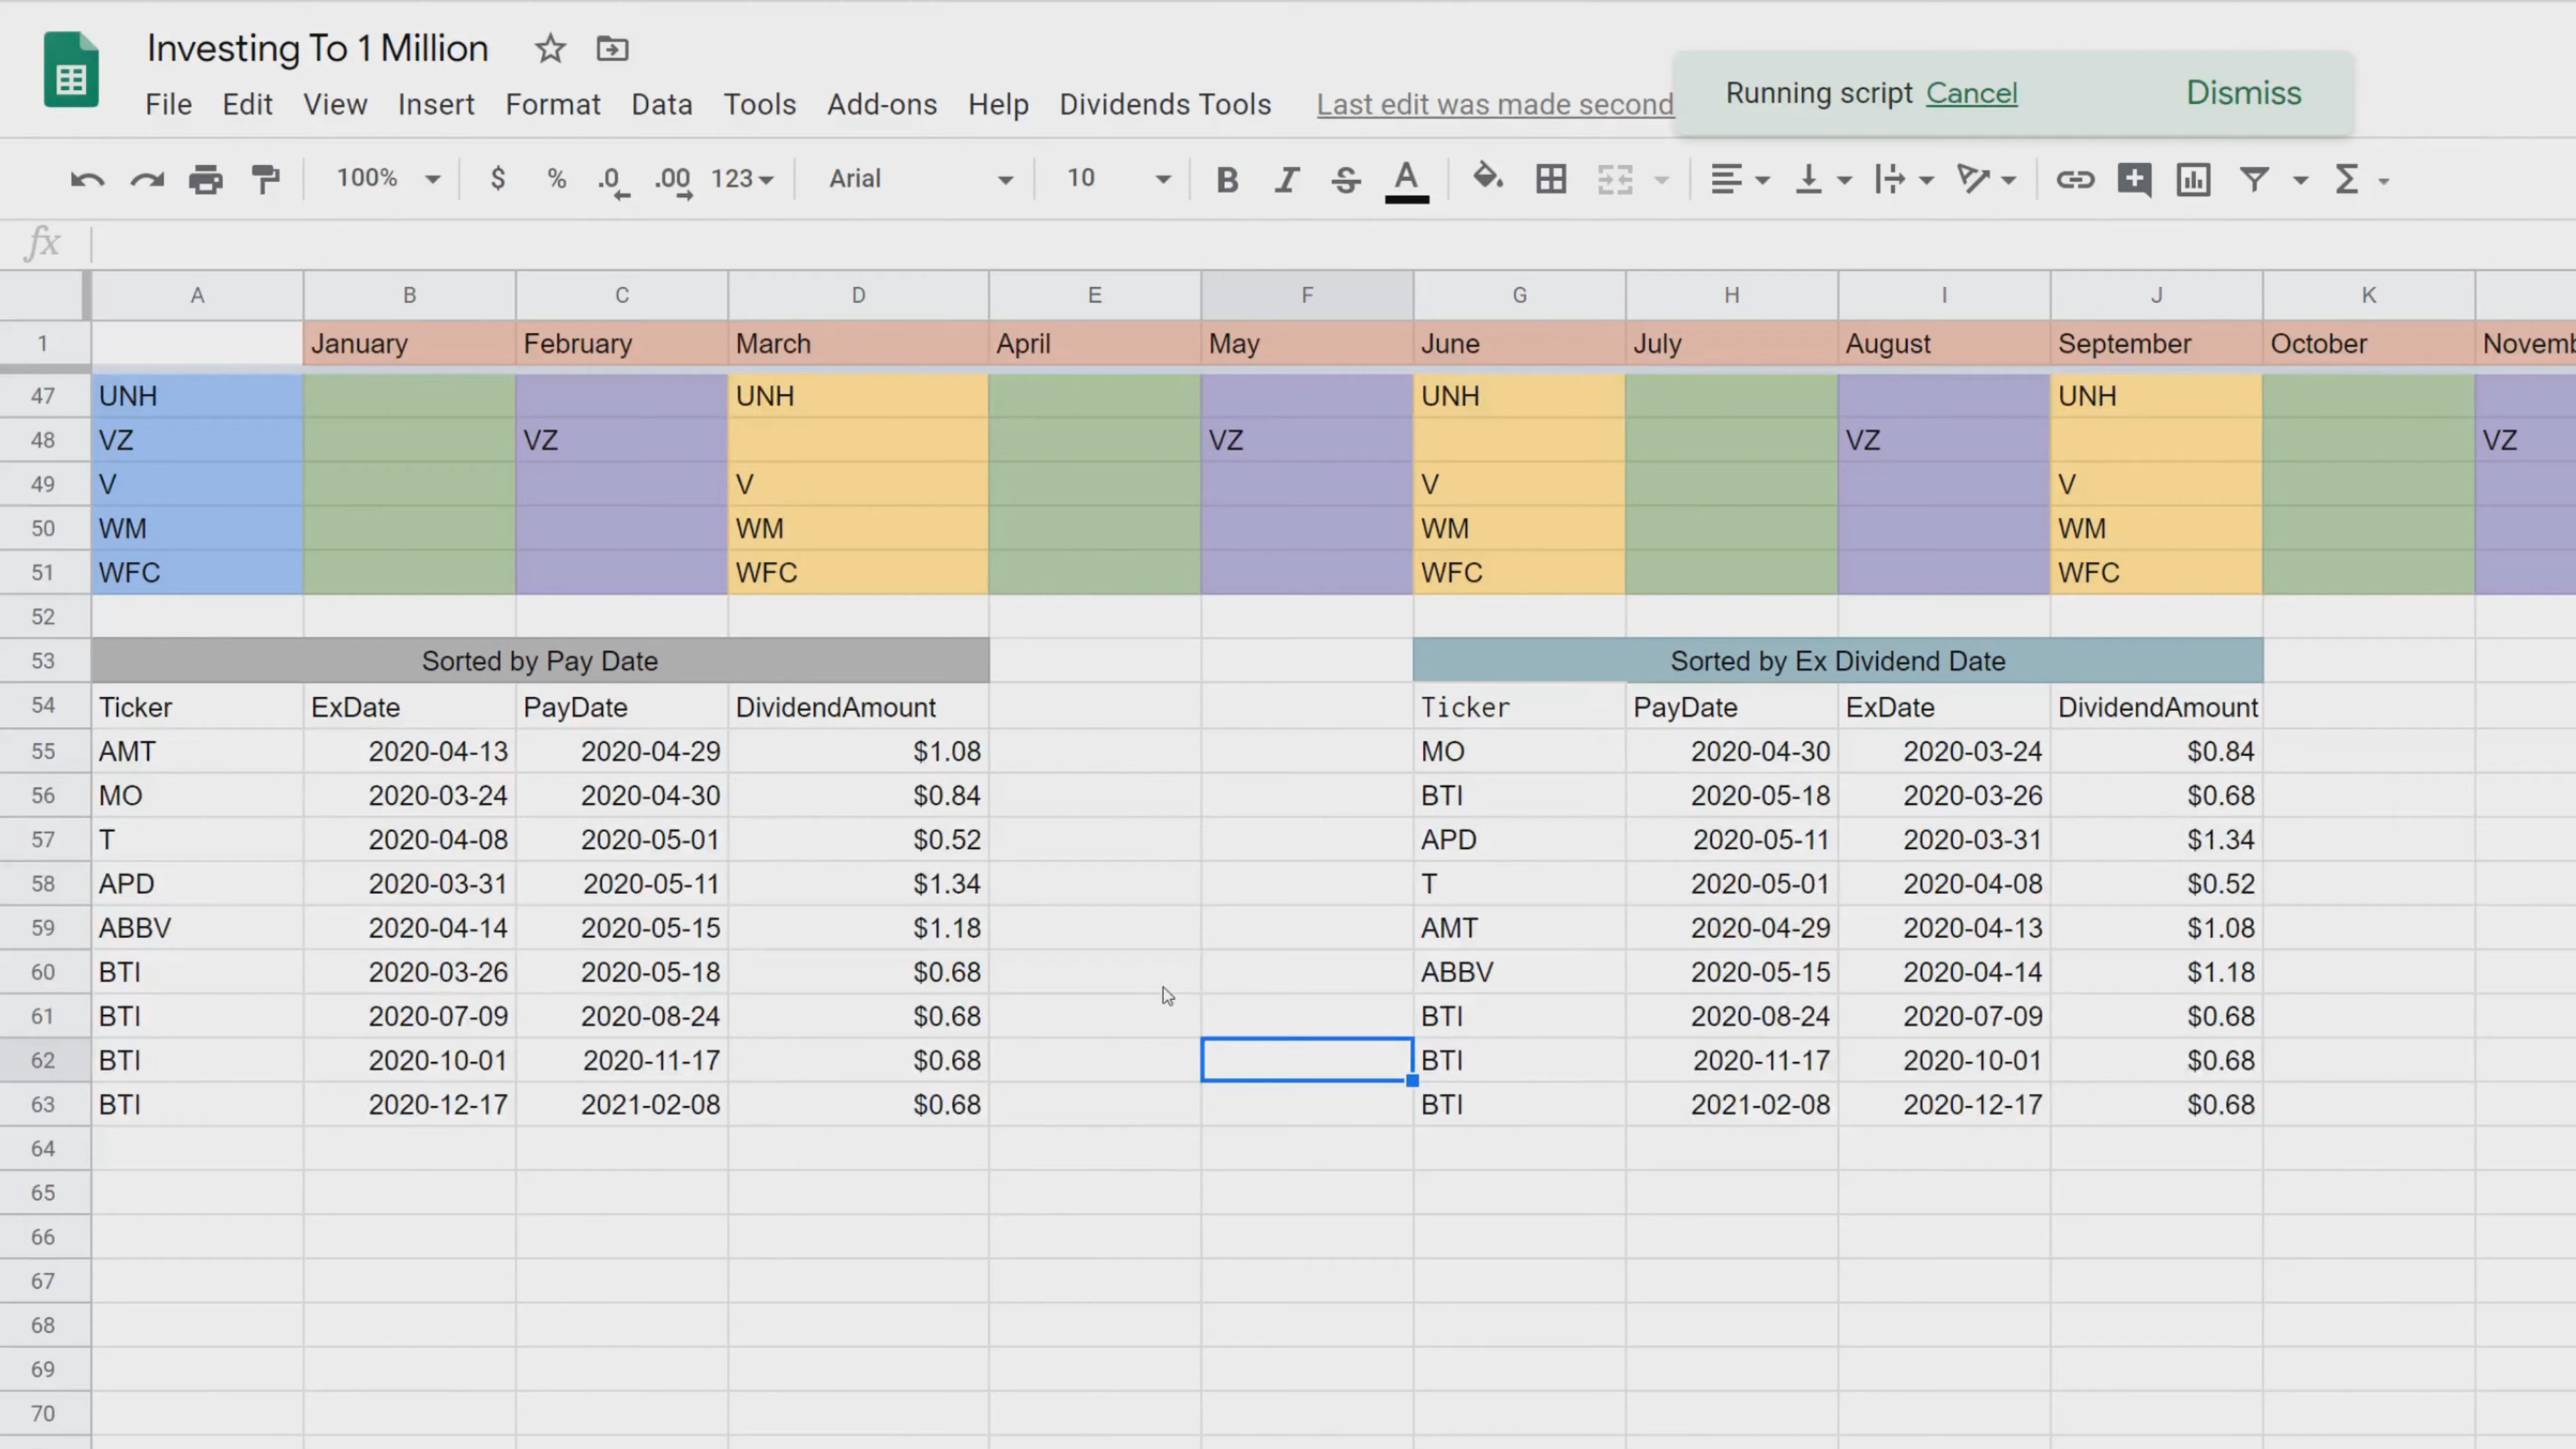 Investing To 1 Million
File Edit View Insert Format Data Tools Add-ons Help Dividends Tools Last edit was made second
Running script Cancel Dismiss
100% $ % .0 .00 123 Arial 10 B I S A Σ
fx
A B C D E F G H I J K
1 January February March April May June July August September October Novemb
47 UNH UNH UNH UNH
48 VZ VZ VZ VZ VZ
49 V V V V
50 WM WM WM WM
51 WFC WFC WFC WFC
52
53 Sorted by Pay Date Sorted by Ex Dividend Date
54 Ticker ExDate PayDate DividendAmount Ticker PayDate ExDate DividendAmount
55 AMT 2020-04-13 2020-04-29 $1.08 MO 2020-04-30 2020-03-24 $0.84
56 MO 2020-03-24 2020-04-30 $0.84 BTI 2020-05-18 2020-03-26 $0.68
57 T 2020-04-08 2020-05-01 $0.52 APD 2020-05-11 2020-03-31 $1.34
58 APD 2020-03-31 2020-05-11 $1.34 T 2020-05-01 2020-04-08 $0.52
59 ABBV 2020-04-14 2020-05-15 $1.18 AMT 2020-04-29 2020-04-13 $1.08
60 BTI 2020-03-26 2020-05-18 $0.68 ABBV 2020-05-15 2020-04-14 $1.18
61 BTI 2020-07-09 2020-08-24 $0.68 BTI 2020-08-24 2020-07-09 $0.68
62 BTI 2020-10-01 2020-11-17 $0.68 BTI 2020-11-17 2020-10-01 $0.68
63 BTI 2020-12-17 2021-02-08 $0.68 BTI 2021-02-08 2020-12-17 $0.68
64
65
66
67
68
69
70